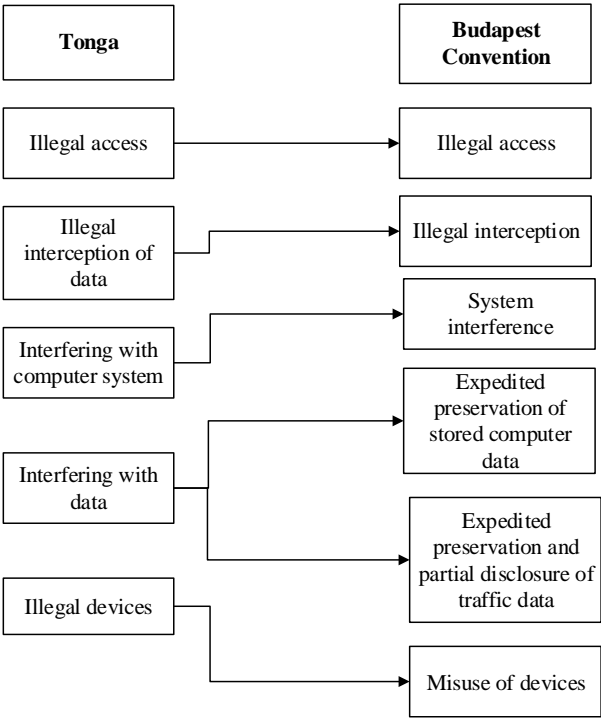 Tonga
Budapest
Convention
Illegal access
Illegal access
Illegal
interception of
data
Illegal interception
Interfering with
computer system
System
interference
Interfering with
data
Expedited
preservation of
stored computer
data
Expedited
preservation and
partial disclosure of
traffic data
Illegal devices
Misuse of devices